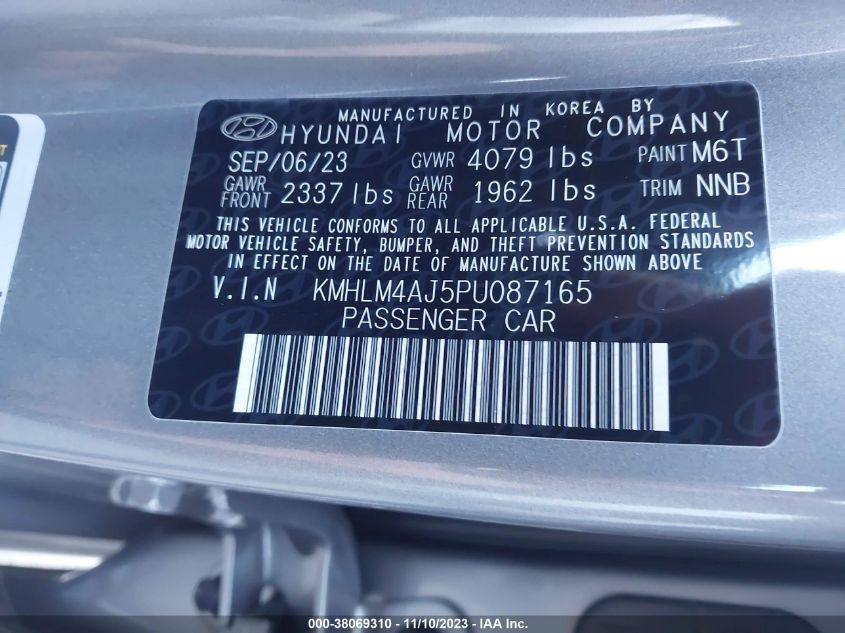 MANUFACTURED IN KOREA BY
HYUNDAI MOTOR COMPANY
SEP/06/23 GVWR 4079 lbs PAINT M6T
GAWR FRONT 2337 lbs GAWR REAR 1962 lbs TRIM NNB
THIS VEHICLE CONFORMS TO ALL APPLICABLE U.S.A. FEDERAL
MOTOR VEHICLE SAFETY, BUMPER, AND THEFT PREVENTION STANDARDS
IN EFFECT ON THE DATE OF MANUFACTURE SHOWN ABOVE
V.I.N KMHLM4AJ5PU087165
PASSENGER CAR
000-38069310 - 11/10/2023 - IAA Inc.